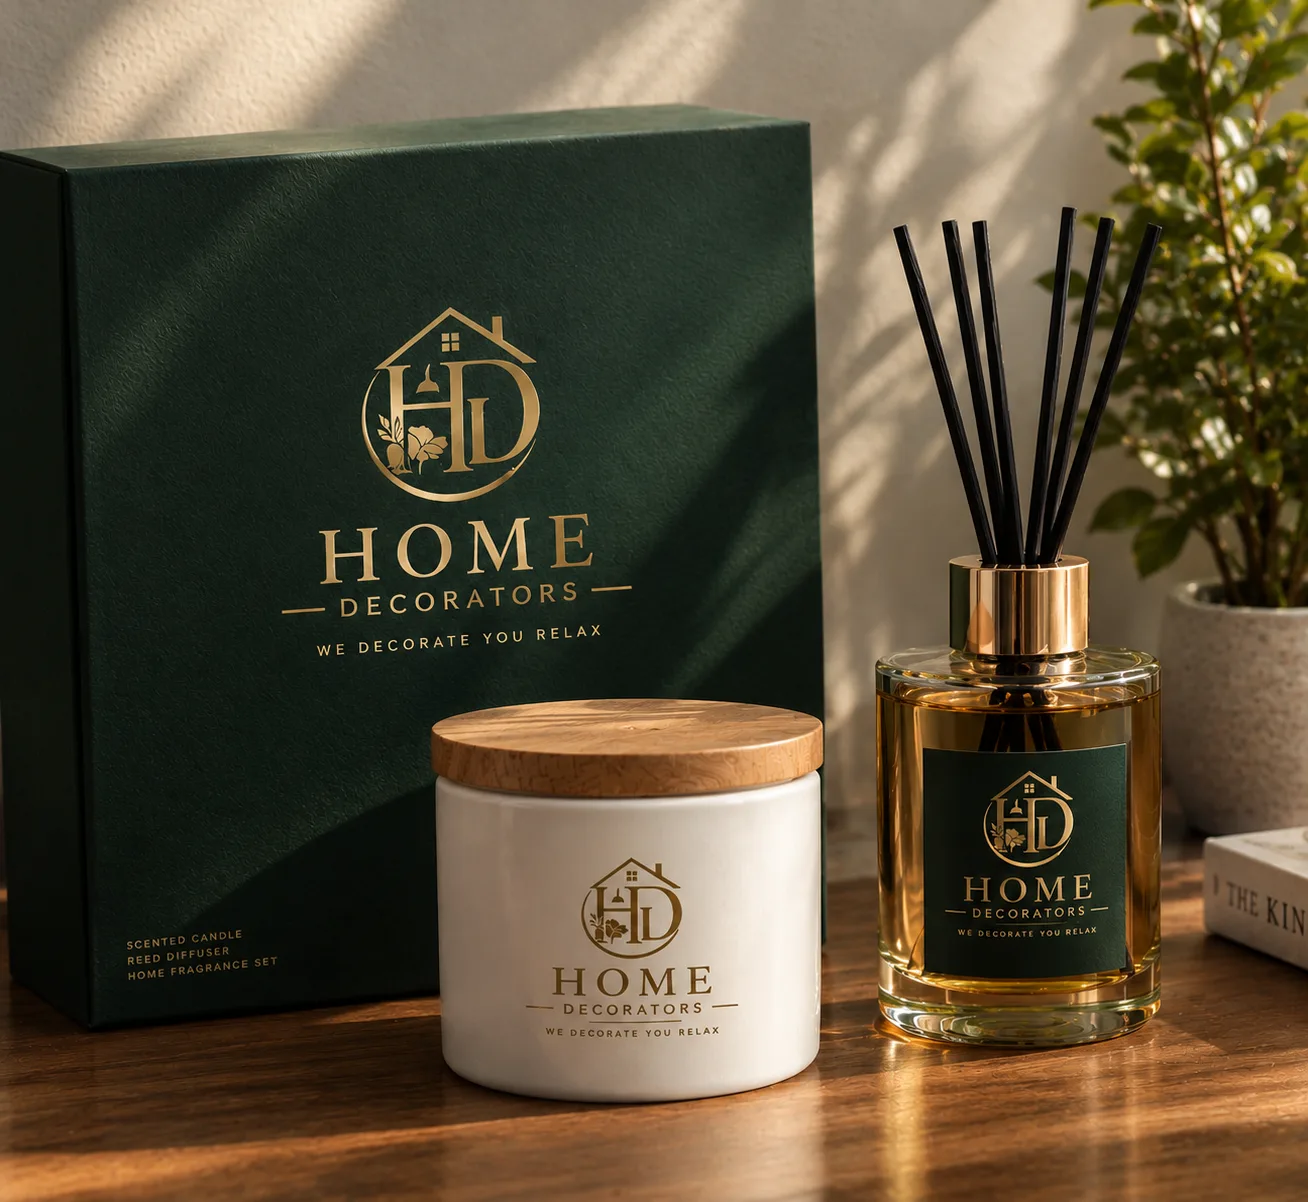 HD
HOME
DECORATORS
WE DECORATE YOU RELAX
SCENTED CANDLE
REED DIFFUSER
HOME FRAGRANCE SET
HD
HOME
DECORATORS
WE DECORATE YOU RELAX
HD
HOME
DECORATORS
WE DECORATE YOU RELAX
THE KIN